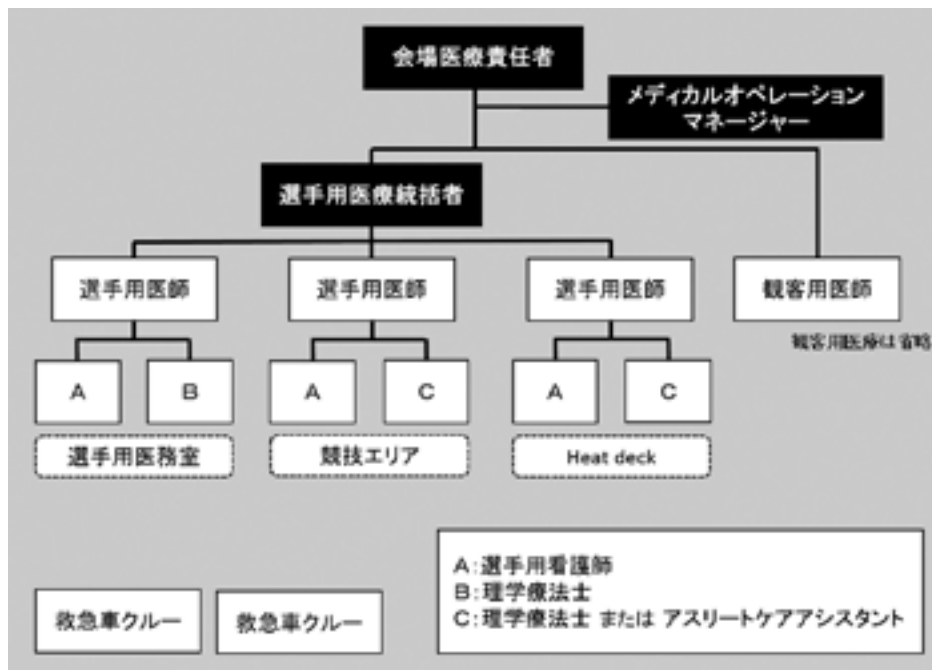 会場医療責任者
メディカルオペレーション
マネージャー
選手用医療統括者
選手用医師
選手用医師
選手用医師
観客用医師
観客用医療は省略
A
B
A
C
A
C
選手用医務室
競技エリア
Heat deck
A:選手用看護師
B:理学療法士
C:理学療法士 または アスリートケアアシスタント
救急車クルー
救急車クルー